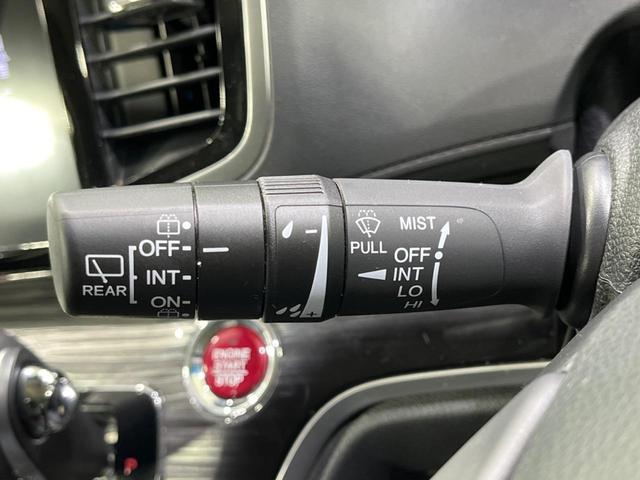 OFF
INT
ON
REAR
PULL
MIST
OFF
INT
LO
HI
ENGINE
START
STOP
P